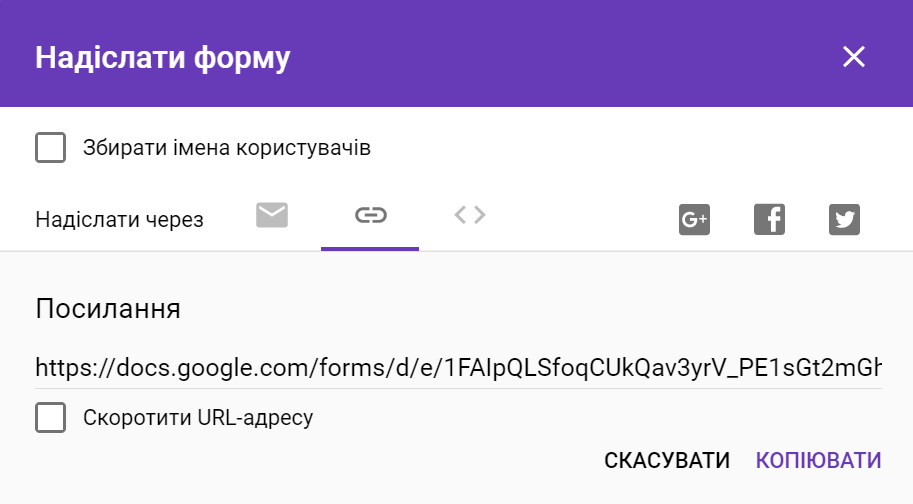 Надіслати форму
Збирати імена користувачів
Надіслати через
G+
Посилання
https://docs.google.com/forms/d/e/1FAIpQLSfoqCUkQav3yrV_PE1sGt2mGh
Скоротити URL-адресу
СКАСУВАТИ КОПІЮВАТИ